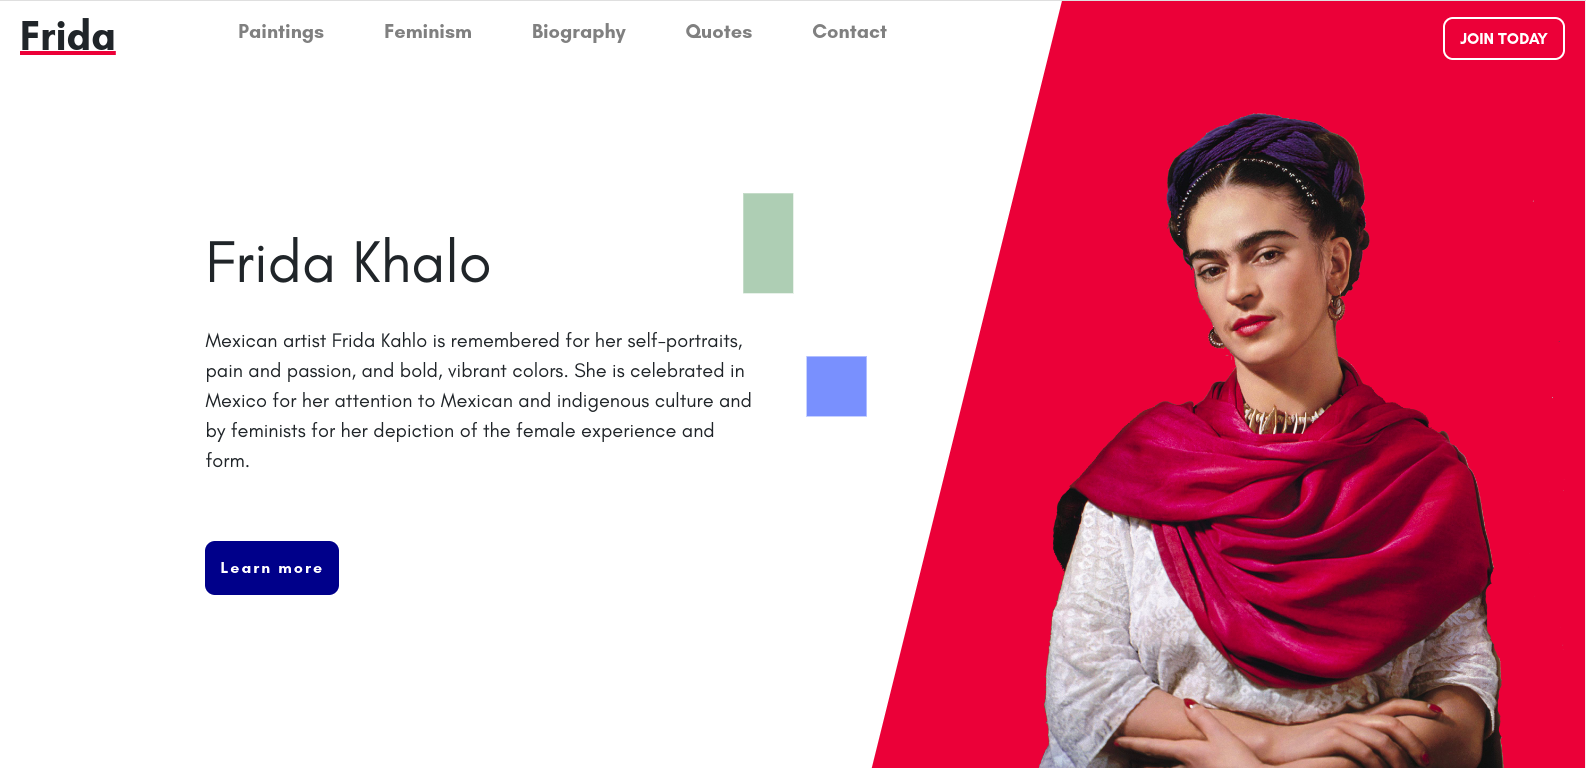 Frida
Paintings
Feminism
Biography
Quotes
Contact
JOIN TODAY
Frida Khalo
Mexican artist Frida Kahlo is remembered for her self-portraits,
pain and passion, and bold, vibrant colors. She is celebrated in
Mexico for her attention to Mexican and indigenous culture and
by feminists for her depiction of the female experience and
form.
Learn more